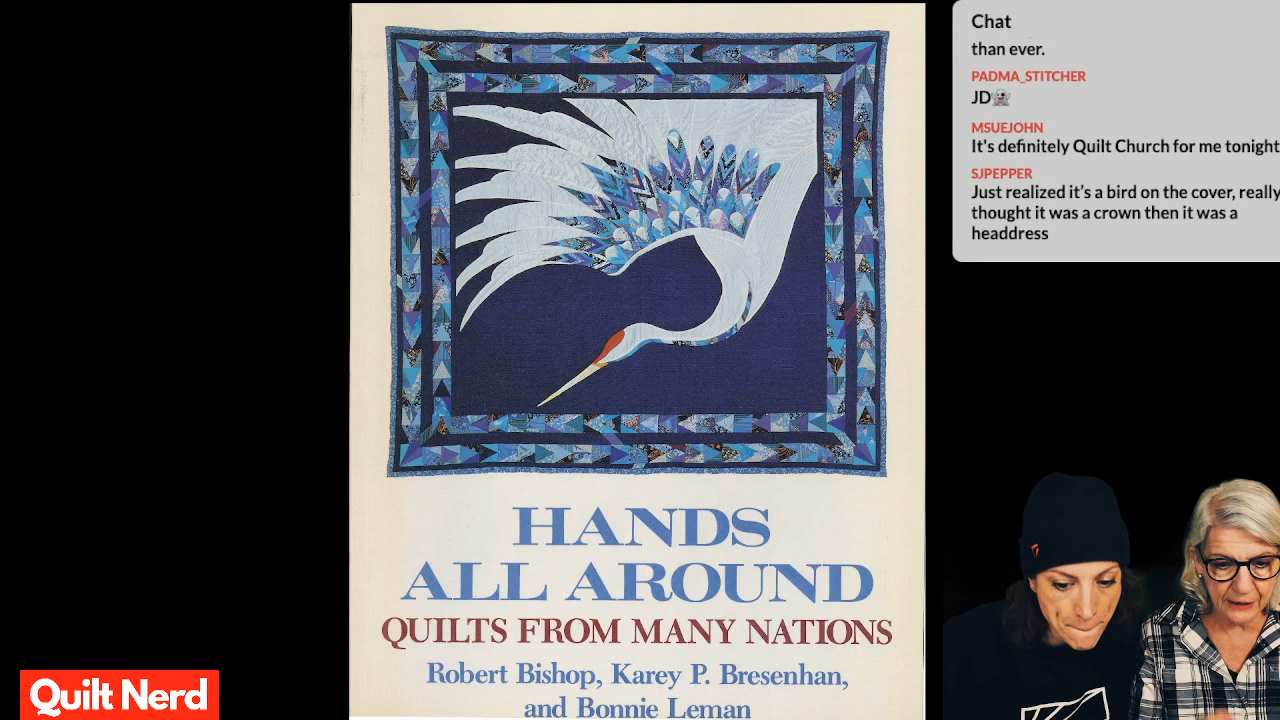 HANDS
ALL AROUND
QUILTS FROM MANY NATIONS
Robert Bishop, Karey P. Bresenhan,
and Bonnie Leman
Chat
than ever.
PADMA_STITCHER
JD👻
MSUEJOHN
It's definitely Quilt Church for me tonight
SJPEPPER
Just realized it’s a bird on the cover, really
thought it was a crown then it was a
headdress
Quilt Nerd